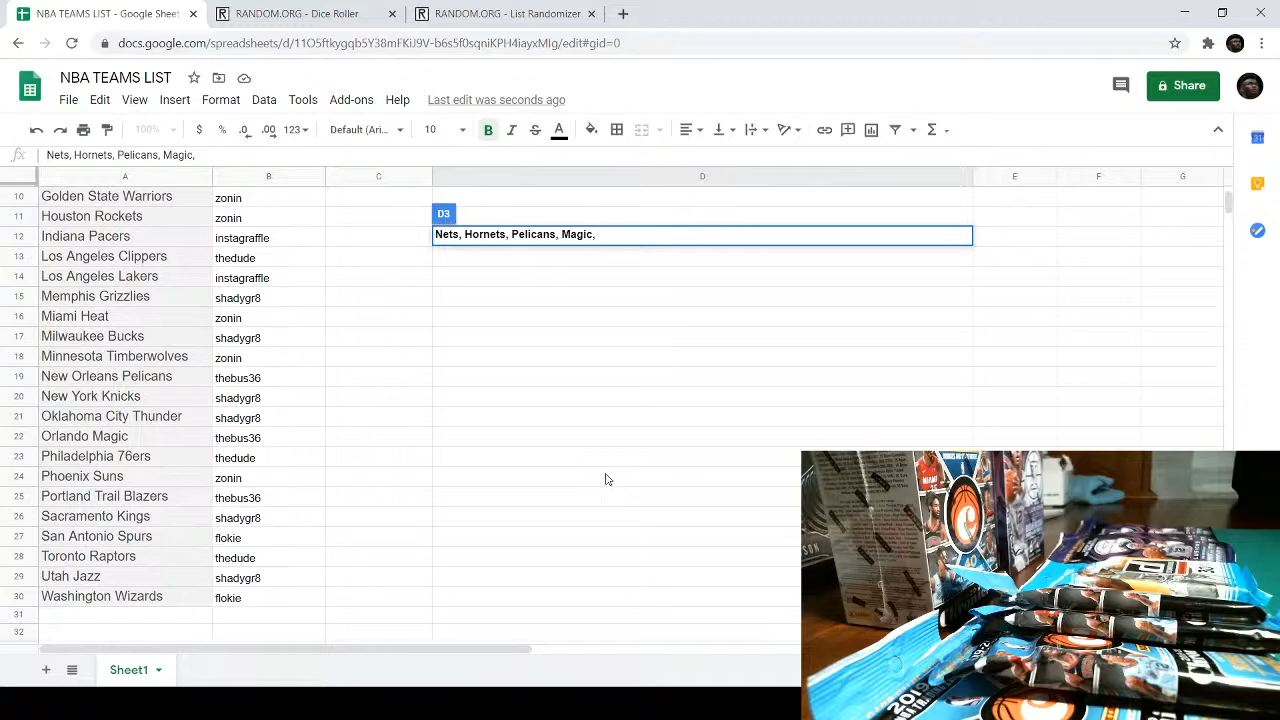 NBA TEAMS LIST - Google Sheet
RANDOM.ORG - Dice Roller
RANDOM.ORG - List Randomizer
docs.google.com/spreadsheets/d/11O5ftkygqb5Y38mFKiJ9V-b6s5f0sqniKPH4iayxMIg/edit#gid=0
NBA TEAMS LIST
File Edit View Insert Format Data Tools Add-ons Help Last edit was seconds ago
Share
100% $ % .0 .00 123 Default (Ari... 10 B I S A
fx Nets, Hornets, Pelicans, Magic,
A B C D E F G
10 Golden State Warriors zonin
D3
11 Houston Rockets zonin
12 Indiana Pacers instagraffle Nets, Hornets, Pelicans, Magic,
13 Los Angeles Clippers thedude
14 Los Angeles Lakers instagraffle
15 Memphis Grizzlies shadygr8
16 Miami Heat zonin
17 Milwaukee Bucks shadygr8
18 Minnesota Timberwolves zonin
19 New Orleans Pelicans thebus36
20 New York Knicks shadygr8
21 Oklahoma City Thunder shadygr8
22 Orlando Magic thebus36
23 Philadelphia 76ers thedude
24 Phoenix Suns zonin
25 Portland Trail Blazers thebus36
26 Sacramento Kings shadygr8
27 San Antonio Spurs flokie
28 Toronto Raptors thedude
29 Utah Jazz shadygr8
30 Washington Wizards flokie
31
32
Sheet1
MIAMI
40